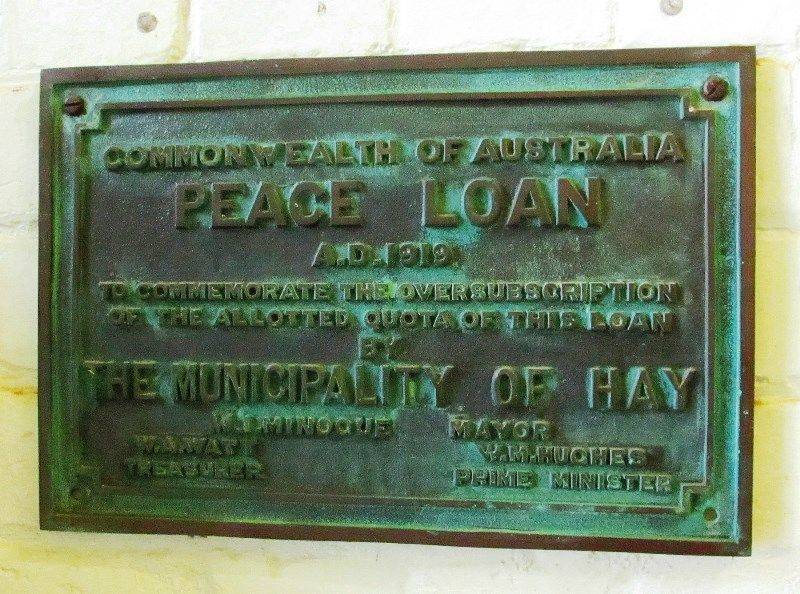 COMMONWEALTH OF AUSTRALIA
PEACE LOAN
A.D. 1919.
TO COMMEMORATE THE OVERSUBSCRIPTION
OF THE ALLOTTED QUOTA OF THIS LOAN
BY
THE MUNICIPALITY OF HAY
MINOGUE MAYOR
W.A. WATT HUGHES
TREASURER PRIME MINISTER